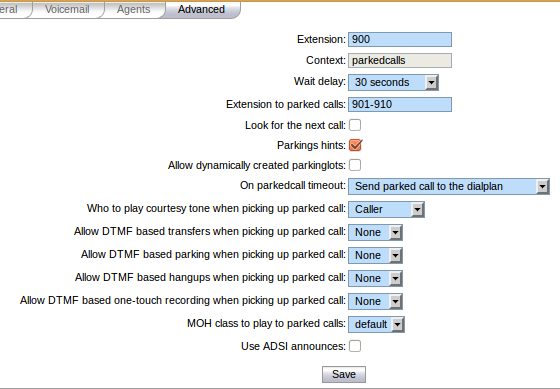 eral Voicemail Agents Advanced
Extension: 900
Context: parkedcalls
Wait delay: 30 seconds
Extension to parked calls: 901-910
Look for the next call:
Parkings hints:
Allow dynamically created parkinglots:
On parkedcall timeout: Send parked call to the dialplan
Who to play courtesy tone when picking up parked call: Caller
Allow DTMF based transfers when picking up parked call: None
Allow DTMF based parking when picking up parked call: None
Allow DTMF based hangups when picking up parked call: None
Allow DTMF based one-touch recording when picking up parked call: None
MOH class to play to parked calls: default
Use ADSI announces:
Save